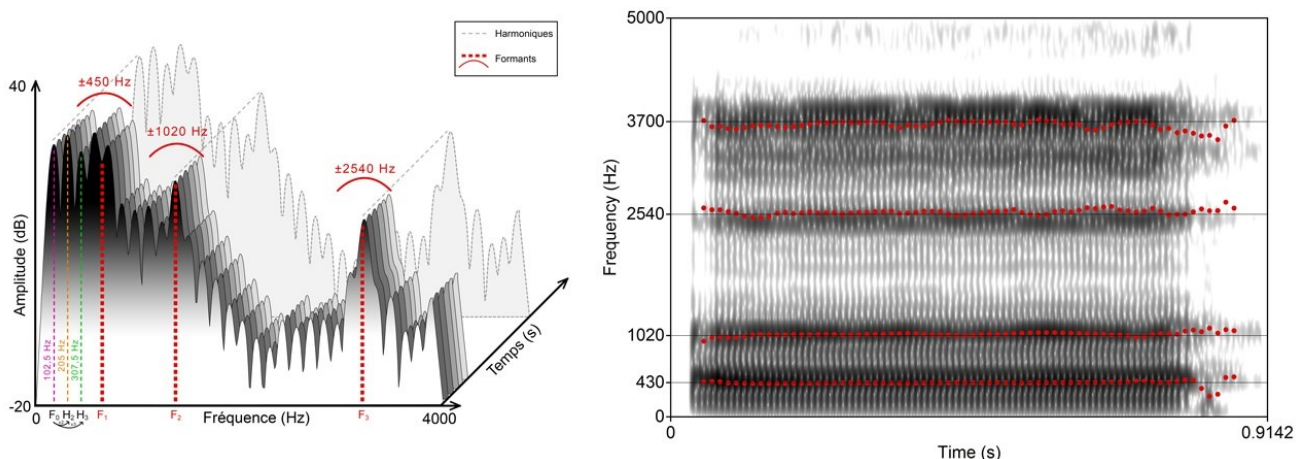 Harmoniques
Formants
40
±450 Hz
±1020 Hz
±2540 Hz
Amplitude (dB)
102,5 Hz
205 Hz
307,5 Hz
-20
0
F₀ H₂ H₃ F₁ F₂ F₃
Fréquence (Hz)
4000
Temps (s)
5000
3700
2540
1020
430
0
Frequency (Hz)
0
0.9142
Time (s)